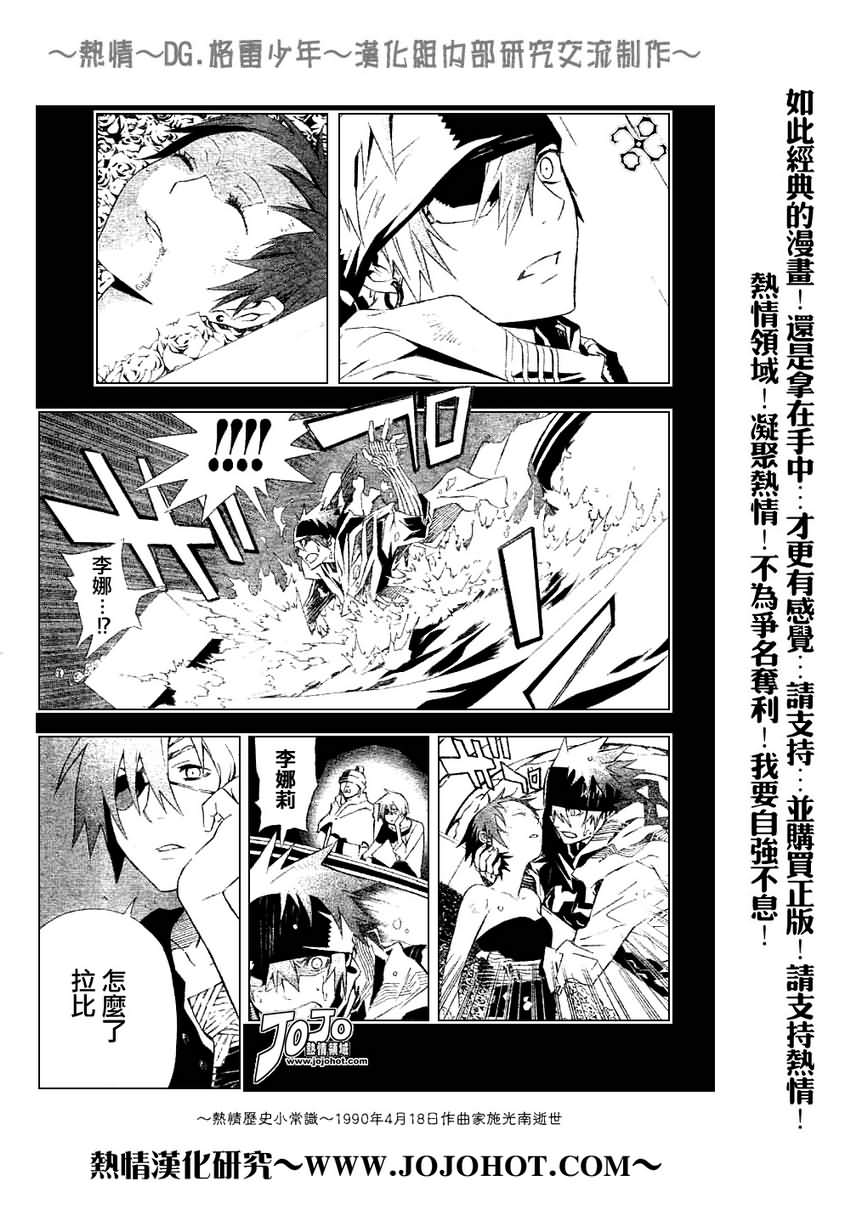 ～熱情～DG.格雷少年～漢化組内部研究交流制作～
如此經典的漫畫！還是拿在手中…才更有感覺…請支持…並購買正版！請支持熱情！
熱情領域！凝聚熱情！不為爭名奪利！我要自強不息！
!!!!
バフロ
李娜…!?
李娜莉
怎麼了
拉比
JOJO
熱情領域
www.jojohot.com
～熱情歷史小常識～1990年4月18日作曲家施光南逝世
熱情漢化研究～WWW.JOJOHOT.COM～